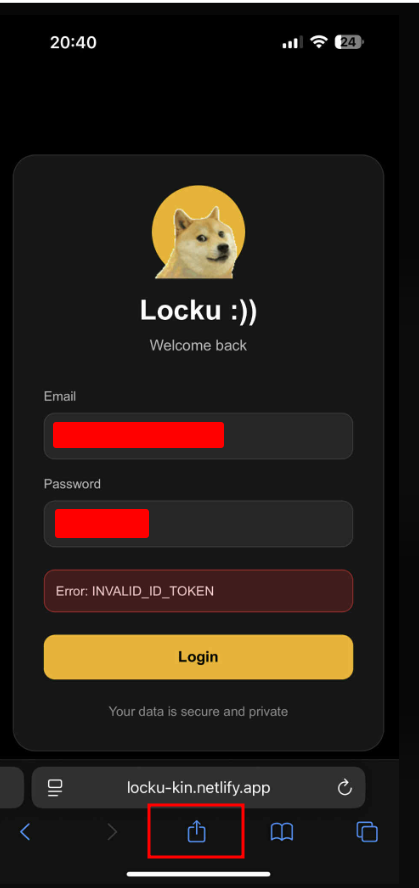 20:40
24
Locku :))
Welcome back
Email
Password
Error: INVALID_ID_TOKEN
Login
Your data is secure and private
locku-kin.netlify.app